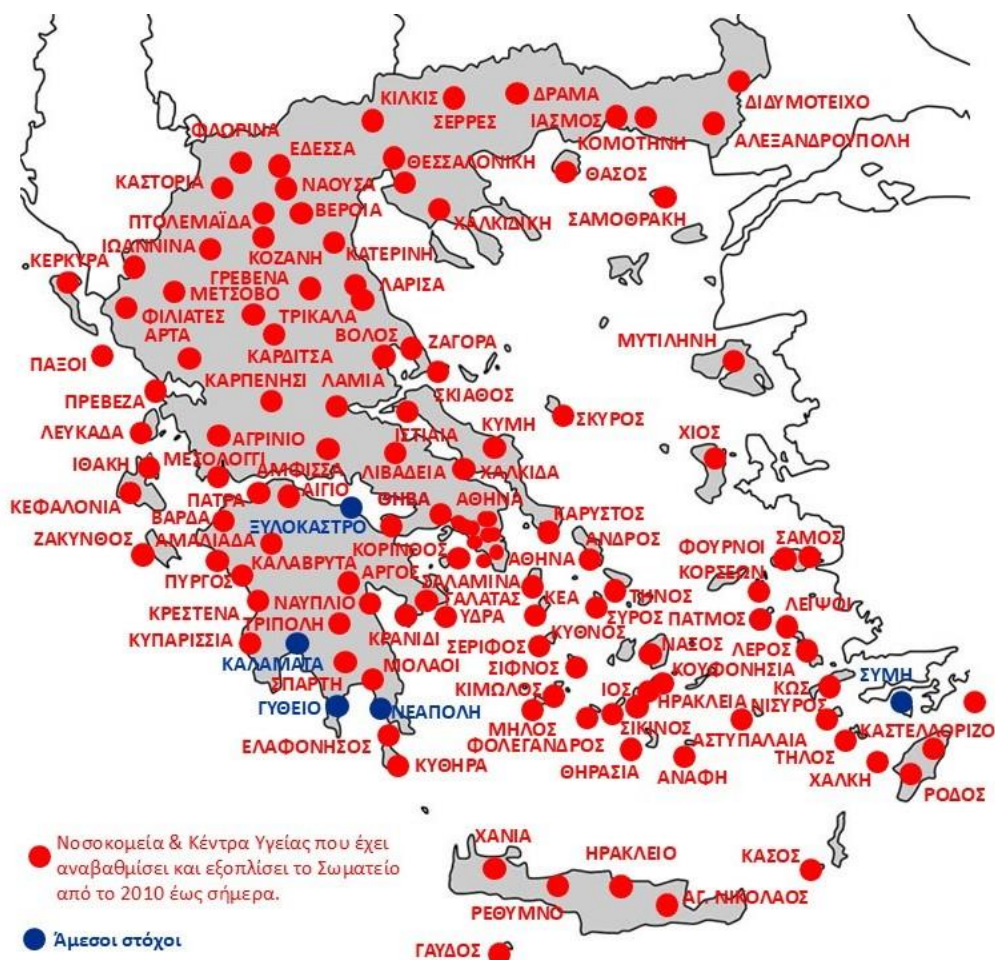 ΚΙΛΚΙΣ
ΔΡΑΜΑ
ΔΙΔΥΜΟΤΕΙΧΟ
ΣΕΡΡΕΣ
ΙΑΣΜΟΣ
ΦΛΩΡΙΝΑ
ΚΟΜΟΤΗΝΗ
ΑΛΕΞΑΝΔΡΟΥΠΟΛΗ
ΕΔΕΣΣΑ
ΘΕΣΣΑΛΟΝΙΚΗ
ΘΑΣΟΣ
ΚΑΣΤΟΡΙΑ
ΝΑΟΥΣΑ
ΠΤΟΛΕΜΑΪΔΑ
ΒΕΡΟΙΑ
ΧΑΛΚΙΔΙΚΗ
ΣΑΜΟΘΡΑΚΗ
ΙΩΑΝΝΙΝΑ
ΚΟΖΑΝΗ
ΚΑΤΕΡΙΝΗ
ΚΕΡΚΥΡΑ
ΓΡΕΒΕΝΑ
ΛΑΡΙΣΑ
ΜΕΤΣΟΒΟ
ΦΙΛΙΑΤΕΣ
ΤΡΙΚΑΛΑ
ΑΡΤΑ
ΒΟΛΟΣ
ΖΑΓΟΡΑ
ΜΥΤΙΛΗΝΗ
ΠΑΞΟΙ
ΚΑΡΔΙΤΣΑ
ΚΑΡΠΕΝΗΣΙ
ΛΑΜΙΑ
ΣΚΙΑΘΟΣ
ΠΡΕΒΕΖΑ
ΣΚΥΡΟΣ
ΛΕΥΚΑΔΑ
ΑΓΡΙΝΙΟ
ΙΣΤΙΑΙΑ
ΚΥΜΗ
ΧΙΟΣ
ΙΘΑΚΗ
ΜΕΣΟΛΟΓΓΙ
ΑΜΦΙΣΣΑ
ΛΙΒΑΔΕΙΑ
ΧΑΛΚΙΔΑ
ΚΕΦΑΛΟΝΙΑ
ΠΑΤΡΑ
ΑΙΓΙΟ
ΘΗΒΑ
ΑΘΗΝΑ
ΒΑΡΔΑ
ΞΥΛΟΚΑΣΤΡΟ
ΚΑΡΥΣΤΟΣ
ΖΑΚΥΝΘΟΣ
ΑΜΑΛΙΑΔΑ
ΚΟΡΙΝΘΟΣ
ΑΘΗΝΑ
ΑΝΔΡΟΣ
ΦΟΥΡΝΟΙ
ΚΟΡΣΕΩΝ
ΣΑΜΟΣ
ΠΥΡΓΟΣ
ΚΑΛΑΒΡΥΤΑ
ΑΡΓΟΣ
ΣΑΛΑΜΙΝΑ
ΓΑΛΑΤΑΣ
ΚΕΑ
ΤΗΝΟΣ
ΛΕΙΨΟΙ
ΚΡΕΣΤΕΝΑ
ΝΑΥΠΛΙΟ
ΥΔΡΑ
ΣΥΡΟΣ
ΠΑΤΜΟΣ
ΤΡΙΠΟΛΗ
ΚΥΠΑΡΙΣΣΙΑ
ΚΡΑΝΙΔΙ
ΚΥΘΝΟΣ
ΣΕΡΙΦΟΣ
ΝΑΞΟΣ
ΛΕΡΟΣ
ΚΑΛΑΜΑΤΑ
ΜΟΛΑΟΙ
ΣΙΦΝΟΣ
ΚΟΥΦΟΝΗΣΙΑ
ΣΥΜΗ
ΣΠΑΡΤΗ
ΚΙΜΩΛΟΣ
ΙΟΣ
ΗΡΑΚΛΕΙΑ
ΚΩΣ
ΓΥΘΕΙΟ
ΝΕΑΠΟΛΗ
ΝΙΣΥΡΟΣ
ΜΗΛΟΣ
ΣΙΚΙΝΟΣ
ΚΑΣΤΕΛΛΟΡΙΖΟ
ΕΛΑΦΟΝΗΣΟΣ
ΦΟΛΕΓΑΝΔΡΟΣ
ΑΣΤΥΠΑΛΑΙΑ
ΤΗΛΟΣ
ΚΥΘΗΡΑ
ΘΗΡΑΣΙΑ
ΑΝΑΦΗ
ΧΑΛΚΗ
ΡΟΔΟΣ
ΧΑΝΙΑ
ΗΡΑΚΛΕΙΟ
ΚΑΣΟΣ
ΡΕΘΥΜΝΟ
ΑΓ. ΝΙΚΟΛΑΟΣ
ΓΑΥΔΟΣ
Νοσοκομεία & Κέντρα Υγείας που έχει
αναβαθμίσει και εξοπλίσει το Σωματείο
από το 2010 έως σήμερα.
Άμεσοι στόχοι